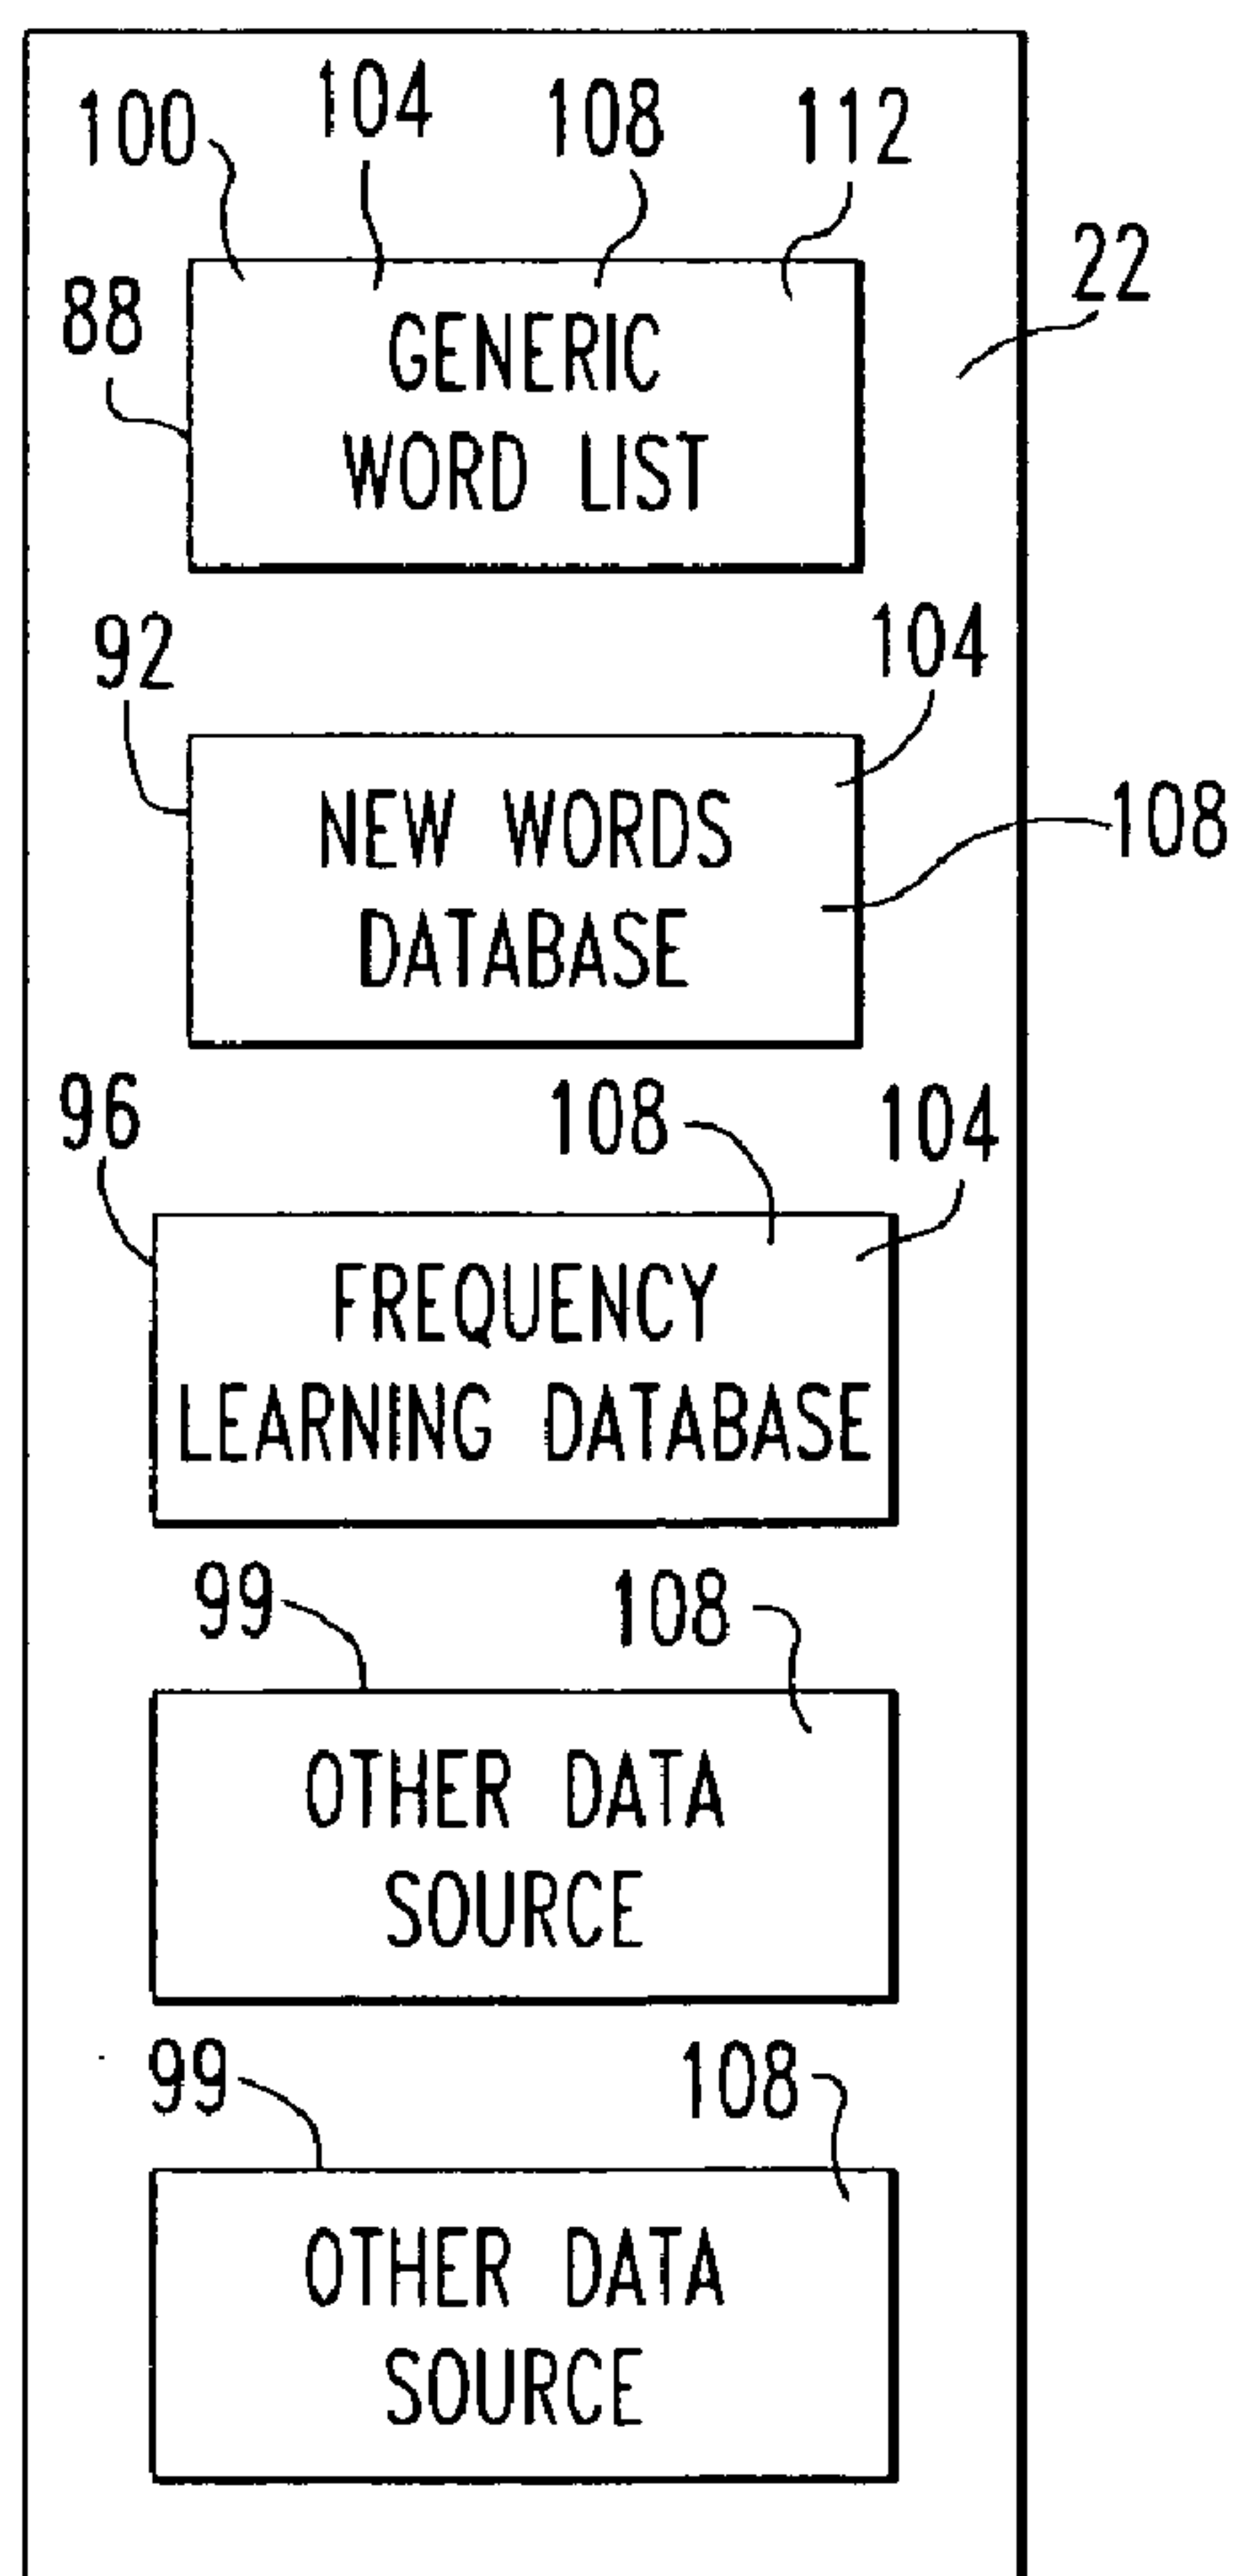 100 104 108 112
22
88
GENERIC
WORD LIST
92 104
108
NEW WORDS
DATABASE
96 108 104
FREQUENCY
LEARNING DATABASE
99 108
OTHER DATA
SOURCE
99 108
OTHER DATA
SOURCE